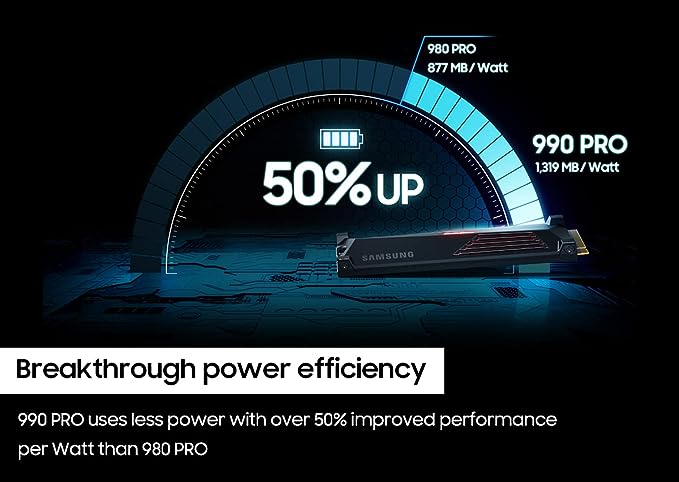 980 PRO
877 MB/Watt
50% UP
990 PRO
1,319 MB/Watt
SAMSUNG
Breakthrough power efficiency
990 PRO uses less power with over 50% improved performance
per Watt than 980 PRO